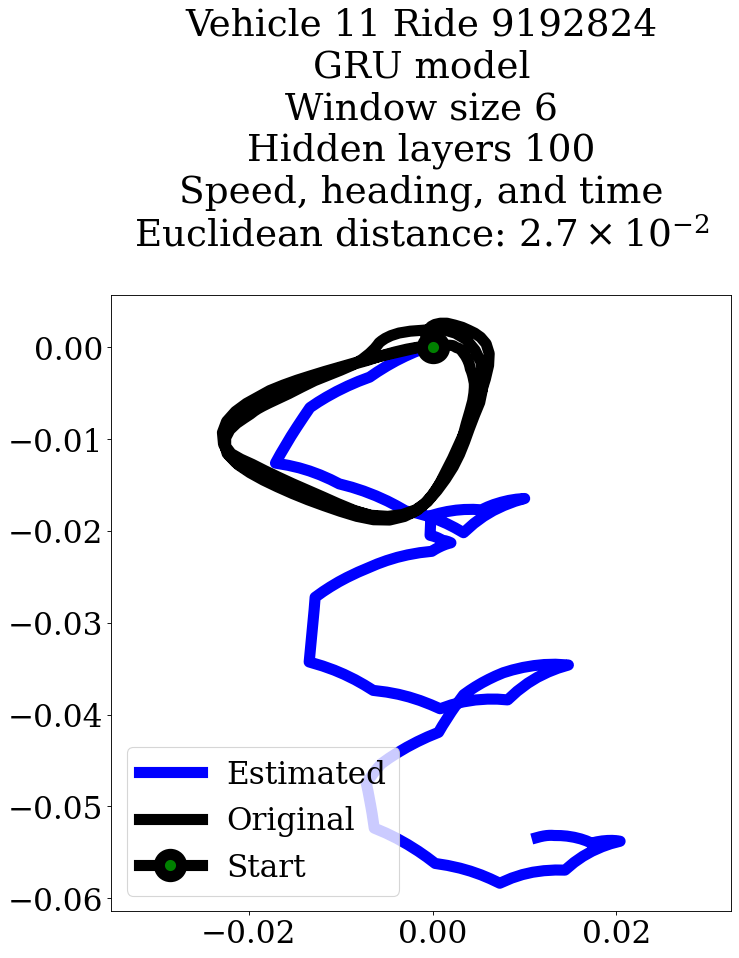 Vehicle 11 Ride 9192824
GRU model
Window size 6
Hidden layers 100
Speed, heading, and time
Euclidean distance: 2.7 × 10⁻²
0.00
−0.01
−0.02
−0.03
−0.04
−0.05
−0.06
Estimated
Original
Start
−0.02 0.00 0.02